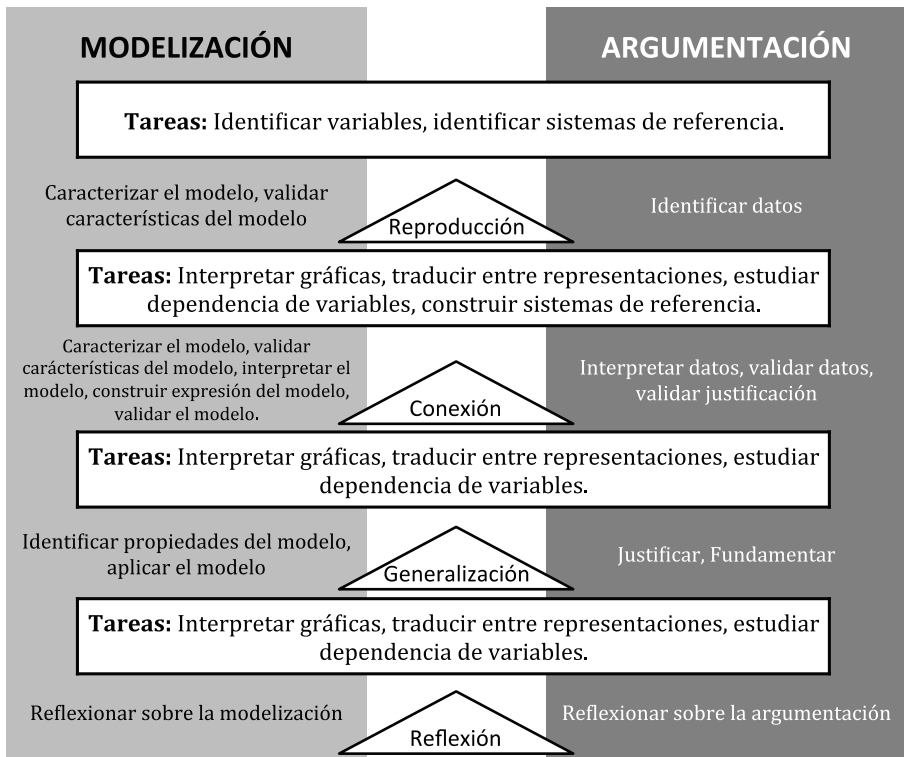 MODELIZACIÓN
ARGUMENTACIÓN
Tareas: Identificar variables, identificar sistemas de referencia.
Caracterizar el modelo, validar
características del modelo
Reproducción
Identificar datos
Tareas: Interpretar gráficas, traducir entre representaciones, estudiar
dependencia de variables, construir sistemas de referencia.
Caracterizar el modelo, validar
carácterísticas del modelo, interpretar el
modelo, construir expresión del modelo,
validar el modelo.
Conexión
Interpretar datos, validar datos,
validar justificación
Tareas: Interpretar gráficas, traducir entre representaciones, estudiar
dependencia de variables.
Identificar propiedades del modelo,
aplicar el modelo
Generalización
Justificar, Fundamentar
Tareas: Interpretar gráficas, traducir entre representaciones, estudiar
dependencia de variables.
Reflexionar sobre la modelización
Reflexión
Reflexionar sobre la argumentación